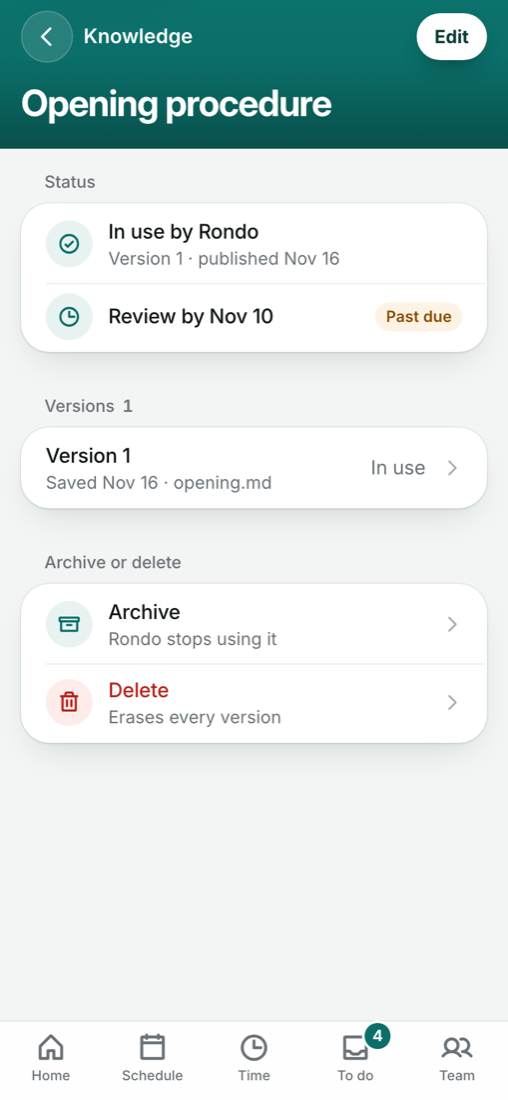 Knowledge
Edit
Opening procedure
Status
In use by Rondo
Version 1 · published Nov 16
Review by Nov 10
Past due
Versions 1
Version 1
Saved Nov 16 · opening.md
In use
Archive or delete
Archive
Rondo stops using it
Delete
Erases every version
4
Home
Schedule
Time
To do
Team